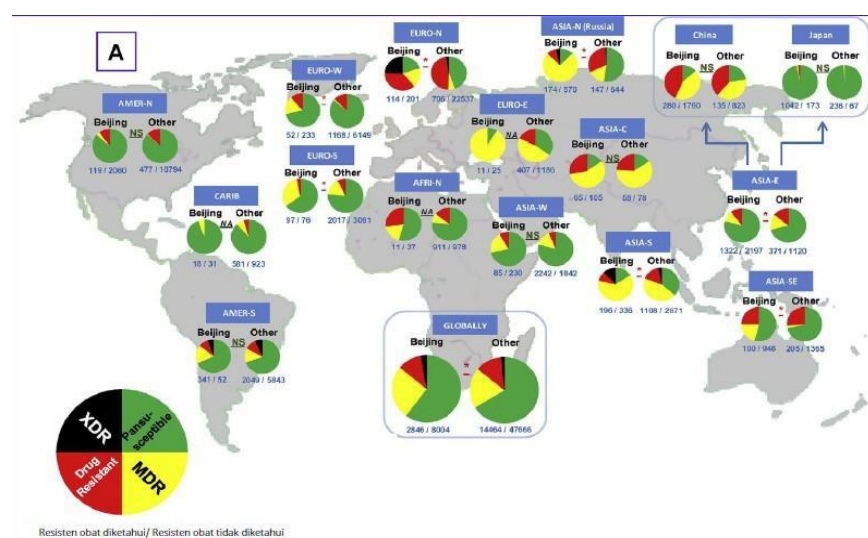 A
EURO-N
Beijing Other
*
114 / 201 706 / 22537
ASIA-N (Russia)
Beijing Other
*
174 / 570 147 / 644
China
Beijing Other
NS
280 / 1760 135 / 823
Japan
Beijing Other
NS
1042 / 173 236 / 67
EURO-W
Beijing Other
*
52 / 233 1168 / 6149
AMER-N
Beijing Other
NS
119 / 2060 477 / 10794
EURO-E
Beijing Other
NA
11 / 25 407 / 1186
ASIA-C
Beijing Other
NS
65 / 105 58 / 78
EURO-S
Beijing Other
*
97 / 76 2017 / 3081
AFRI-N
Beijing Other
NA
11 / 37 911 / 978
ASIA-E
Beijing Other
*
1322 / 2197 371 / 1120
CARIB
Beijing Other
NA
18 / 31 581 / 923
ASIA-W
Beijing Other
NS
85 / 230 2242 / 1842
ASIA-S
Beijing Other
*
196 / 336 1108 / 2671
ASIA-SE
Beijing Other
*
100 / 946 205 / 1365
AMER-S
Beijing Other
NS
341 / 52 2049 / 5843
GLOBALLY
Beijing Other
*
2846 / 8004 14464 / 47666
XDR
Pansu-
sceptible
Drug
Resistant
MDR
Resisten obat diketahui/ Resisten obat tidak diketahui